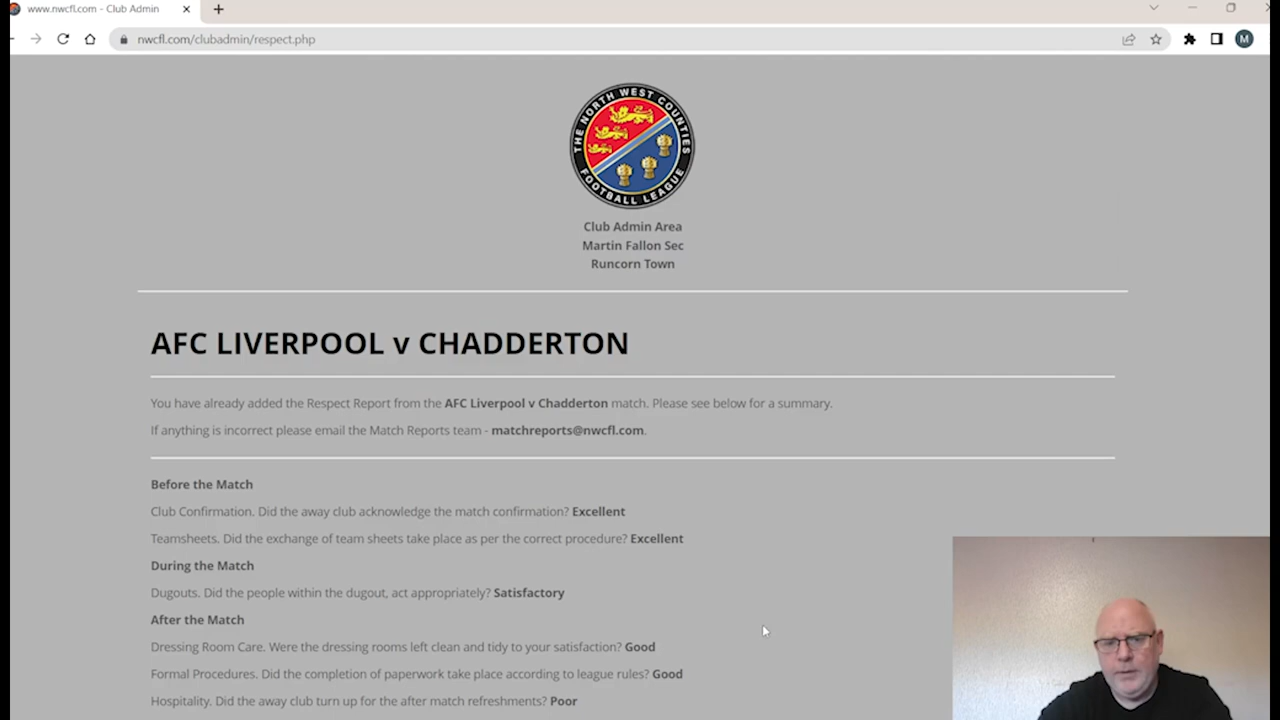 www.nwcfl.com - Club Admin
nwcfl.com/clubadmin/respect.php
M
THE NORTH WEST COUNTIES
FOOTBALL LEAGUE
Club Admin Area
Martin Fallon Sec
Runcorn Town
AFC LIVERPOOL v CHADDERTON
You have already added the Respect Report from the AFC Liverpool v Chadderton match. Please see below for a summary.
If anything is incorrect please email the Match Reports team - matchreports@nwcfl.com.
Before the Match
Club Confirmation. Did the away club acknowledge the match confirmation? Excellent
Teamsheets. Did the exchange of team sheets take place as per the correct procedure? Excellent
During the Match
Dugouts. Did the people within the dugout, act appropriately? Satisfactory
After the Match
Dressing Room Care. Were the dressing rooms left clean and tidy to your satisfaction? Good
Formal Procedures. Did the completion of paperwork take place according to league rules? Good
Hospitality. Did the away club turn up for the after match refreshments? Poor